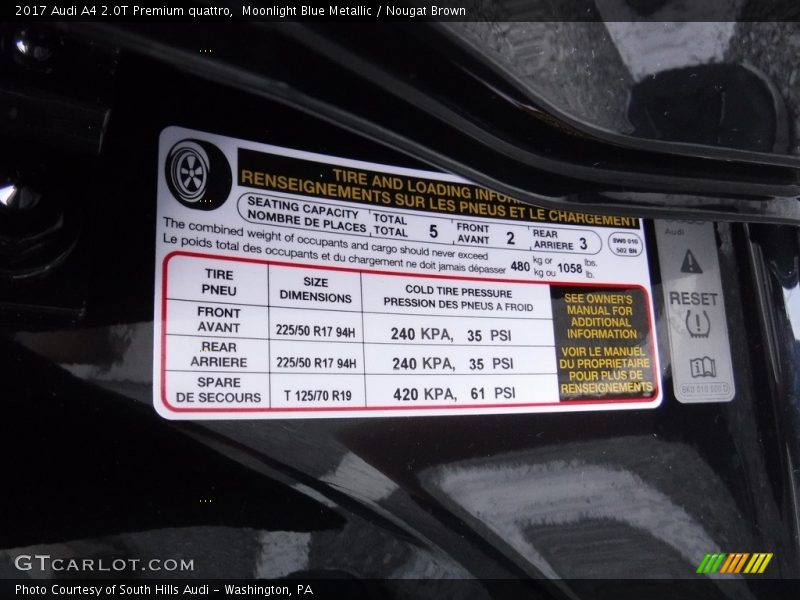 2017 Audi A4 2.0T Premium quattro,  Moonlight Blue Metallic / Nougat Brown
TIRE AND LOADING
RENSEIGNEMENTS SUR LES PNEUS ET LE CHARGEMENT
SEATING CAPACITY TOTAL 5 FRONT 2 REAR 3
NOMBRE DE PLACES TOTAL AVANT ARRIERE
8W0 010
502 BN
The combined weight of occupants and cargo should never exceed 480 kg or 1058 lbs.
Le poids total des occupants et du chargement ne doit jamais dépasser kg ou lb.
TIRE SIZE COLD TIRE PRESSURE
PNEU DIMENSIONS PRESSION DES PNEUS A FROID
FRONT
AVANT 225/50 R17 94H 240 KPA, 35 PSI
REAR
ARRIERE 225/50 R17 94H 240 KPA, 35 PSI
SPARE
DE SECOURS T 125/70 R19 420 KPA, 61 PSI
SEE OWNER'S
MANUAL FOR
ADDITIONAL
INFORMATION
VOIR LE MANUEL
DU PROPRIETAIRE
POUR PLUS DE
RENSEIGNEMENTS
Audi
RESET
GTCARLOT.COM
Photo Courtesy of South Hills Audi - Washington, PA